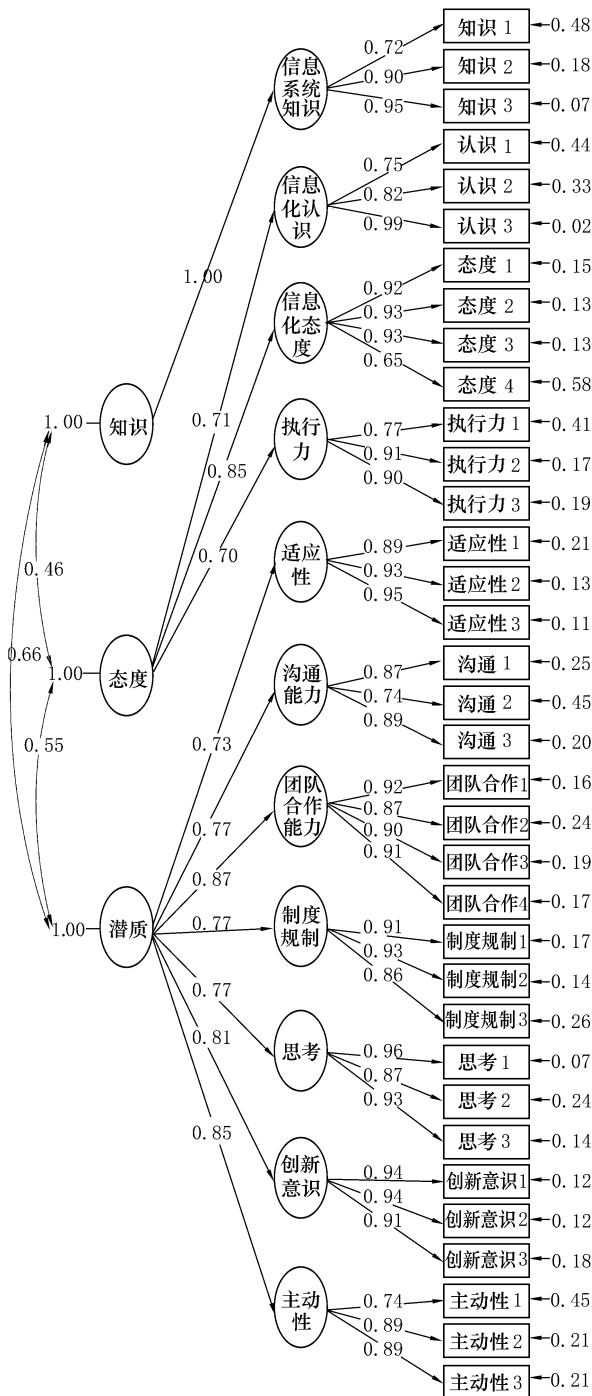 知识 1
0.48
0.72
信息
系统
知识
0.90
知识 2
0.18
0.95
知识 3
0.07
认识 1
0.44
0.75
信息
化认
识
0.82
认识 2
0.33
0.99
认识 3
0.02
态度 1
0.15
1.00
0.92
信息
化态
度
0.93
态度 2
0.13
0.93
态度 3
0.13
0.65
态度 4
0.58
1.00
知识
0.71
执行
力
0.77
执行力 1
0.41
0.91
执行力 2
0.17
0.85
0.90
执行力 3
0.19
0.70
适应
性
0.89
适应性 1
0.21
0.46
0.93
适应性 2
0.13
0.95
适应性 3
0.11
0.66
1.00
态度
沟通
能力
0.87
沟通 1
0.25
0.74
沟通 2
0.45
0.55
0.73
0.89
沟通 3
0.20
团队
合作
能力
0.92
团队合作1
0.16
0.77
0.87
团队合作2
0.24
0.90
团队合作3
0.19
0.87
0.91
团队合作4
0.17
1.00
潜质
0.77
制度
规制
0.91
制度规制1
0.17
0.93
制度规制2
0.14
0.86
制度规制3
0.26
0.77
思考
0.96
思考 1
0.07
0.81
0.87
思考 2
0.24
0.93
思考 3
0.14
0.85
创新
意识
0.94
创新意识1
0.12
0.94
创新意识2
0.12
0.91
创新意识3
0.18
主动
性
0.74
主动性 1
0.45
0.89
主动性 2
0.21
0.89
主动性 3
0.21